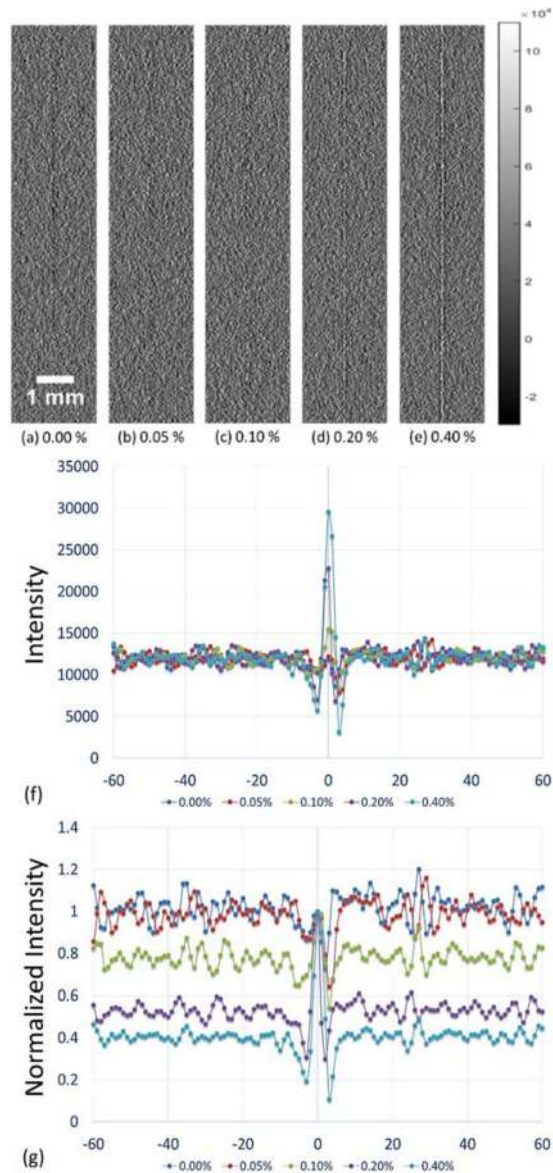 ×10⁴
10
8
6
4
2
0
-2
1 mm
(a) 0.00 %
(b) 0.05 %
(c) 0.10 %
(d) 0.20 %
(e) 0.40 %
35000
30000
25000
20000
15000
10000
5000
0
Intensity
-60 -40 -20 0 20 40 60
(f)
0.00% 0.05% 0.10% 0.20% 0.40%
1.4
1.2
1
0.8
0.6
0.4
0.2
0
Normalized Intensity
-60 -40 -20 0 20 40 60
(g)
0.00% 0.05% 0.10% 0.20% 0.40%